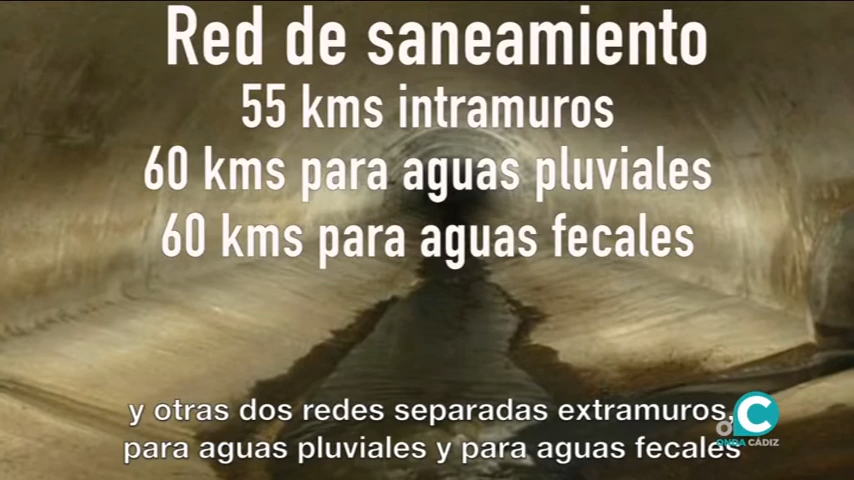 Red de saneamiento
55 kms intramuros
60 kms para aguas pluviales
60 kms para aguas fecales
y otras dos redes separadas extramuros,
para aguas pluviales y para aguas fecales
C
ONDA CÁDIZ